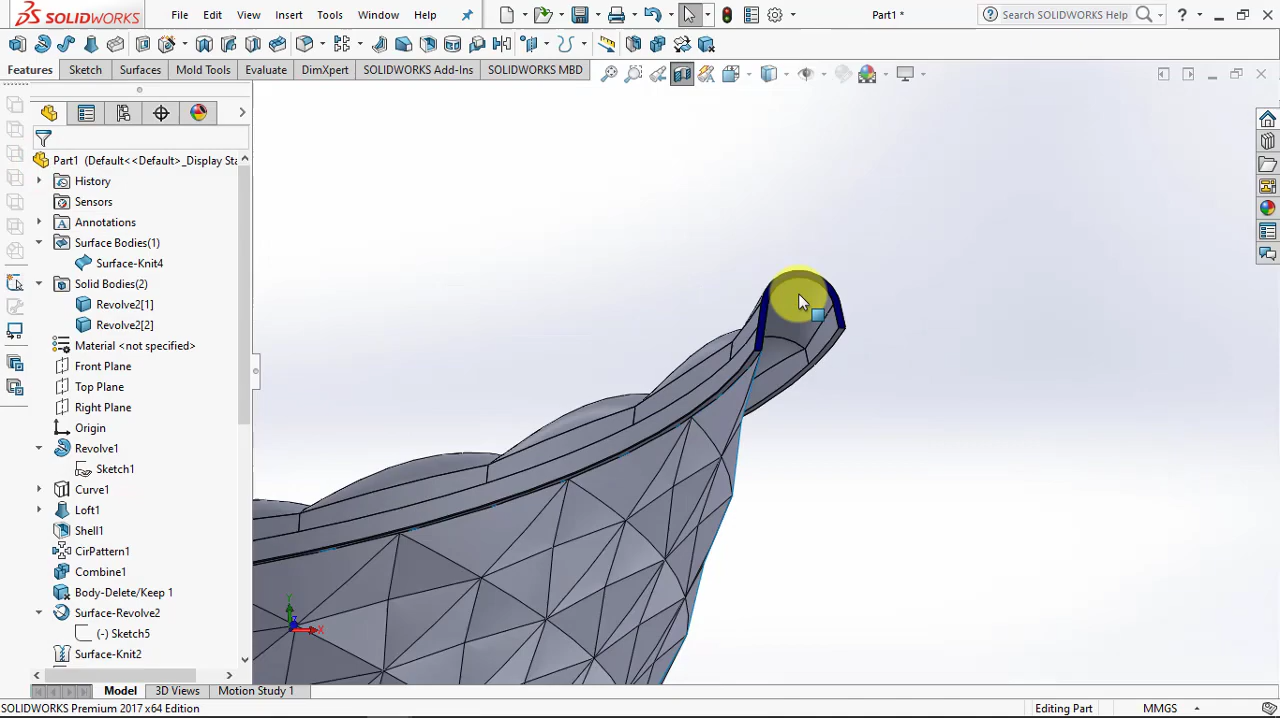 SOLIDWORKS
File
Edit
View
Insert
Tools
Window
Help
Part1 *
Search SOLIDWORKS Help
Features
Sketch
Surfaces
Mold Tools
Evaluate
DimXpert
SOLIDWORKS Add-Ins
SOLIDWORKS MBD
Part1 (Default<<Default>_Display Sta
History
Sensors
Annotations
Surface Bodies(1)
Surface-Knit4
Solid Bodies(2)
Revolve2[1]
Revolve2[2]
Material <not specified>
Front Plane
Top Plane
Right Plane
Origin
Revolve1
Sketch1
Curve1
Loft1
Shell1
CirPattern1
Combine1
Body-Delete/Keep 1
Surface-Revolve2
(-) Sketch5
Surface-Knit2
Y
X
Z
Model
3D Views
Motion Study 1
SOLIDWORKS Premium 2017 x64 Edition
Editing Part
MMGS